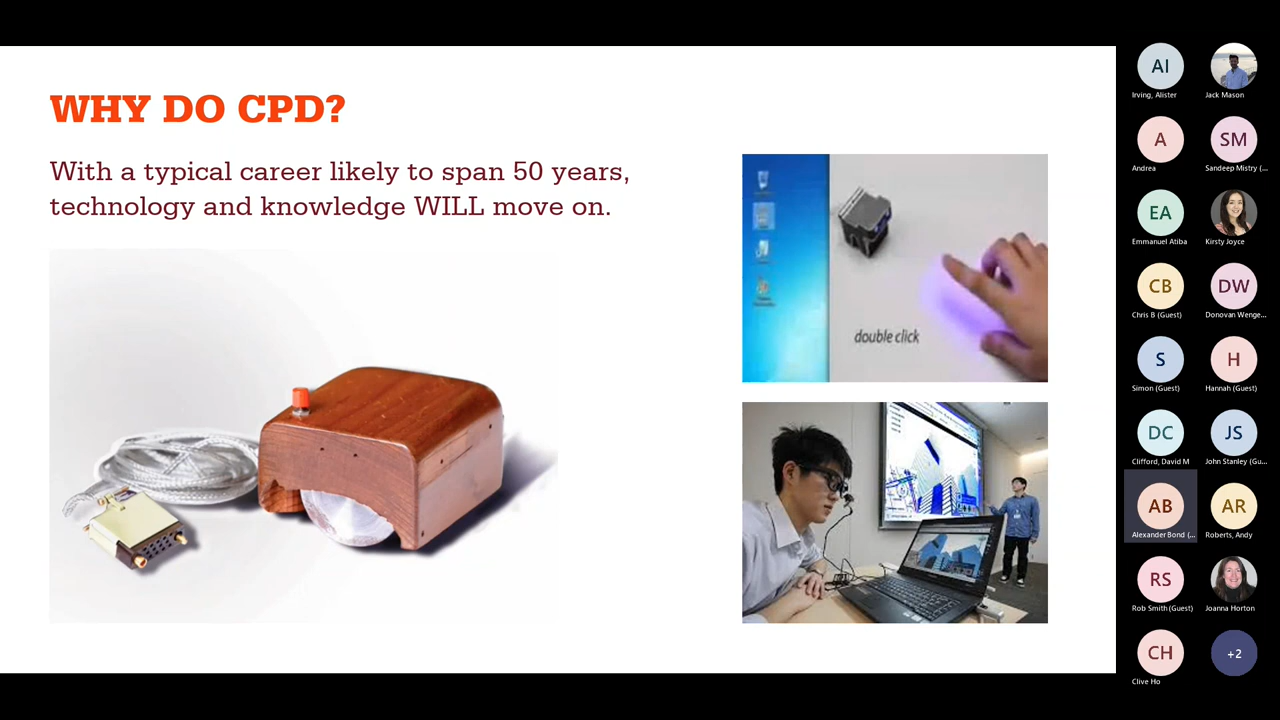 WHY DO CPD?
With a typical career likely to span 50 years,
technology and knowledge WILL move on.
double click
AI
Irving, Alister
Jack Mason
A
Andrea
SM
Sandeep Mistry (...
EA
Emmanuel Atiba
Kirsty Joyce
CB
Chris B (Guest)
DW
Donovan Wenge...
S
Simon (Guest)
H
Hannah (Guest)
DC
Clifford, David M
JS
John Stanley (Gu...
AB
Alexander Bond (...
AR
Roberts, Andy
RS
Rob Smith (Guest)
Joanna Horton
CH
Clive Ho
+2